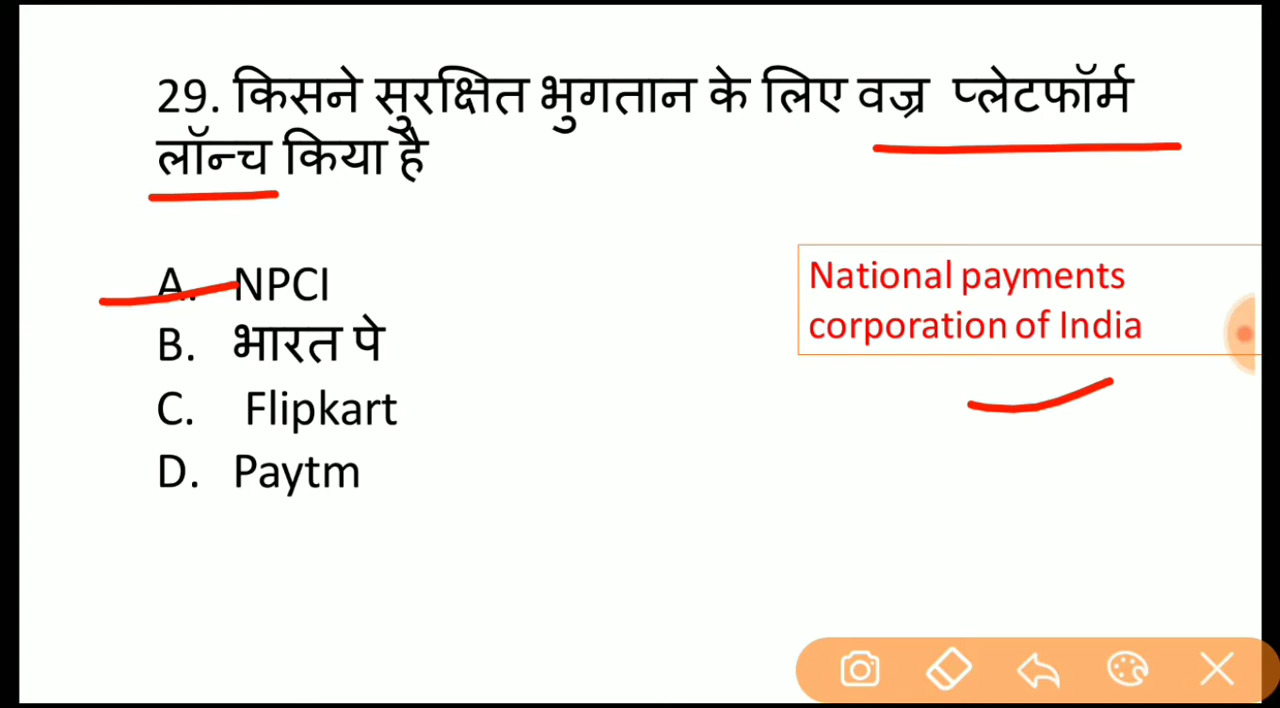 29. किसने सुरक्षित भुगतान के लिए वज्र प्लेटफॉर्म
लॉन्च किया है
A. NPCI
B. भारत पे
C. Flipkart
D. Paytm
National payments
corporation of India